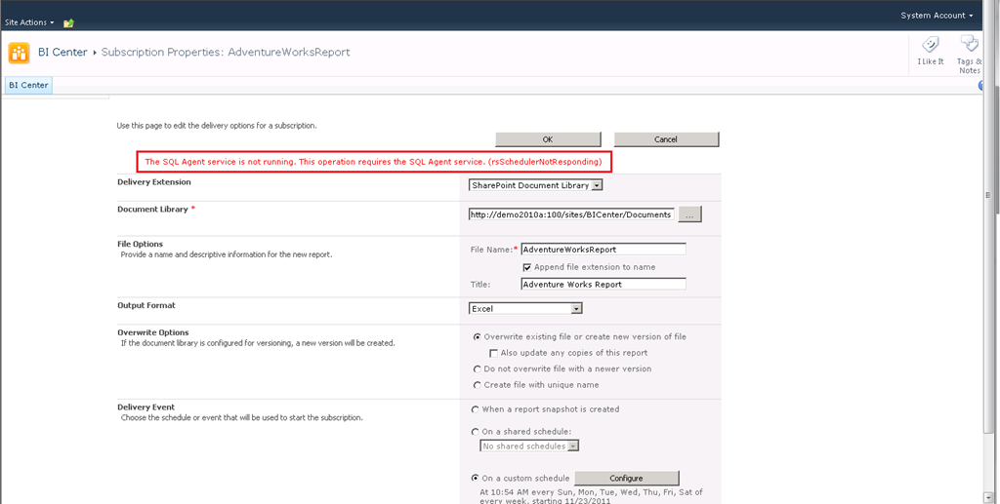 System Account
Site Actions
BI Center ▸ Subscription Properties: AdventureWorksReport
I Like It
Tags &
Notes
BI Center
Use this page to edit the delivery options for a subscription.
OK
Cancel
The SQL Agent service is not running. This operation requires the SQL Agent service. (rsSchedulerNotResponding)
Delivery Extension
SharePoint Document Library
Document Library *
http://demo2010a:100/sites/BICenter/Documents
...
File Options
Provide a name and descriptive information for the new report.
File Name:* AdventureWorksReport
Append file extension to name
Title: Adventure Works Report
Output Format
Excel
Overwrite Options
If the document library is configured for versioning, a new version will be created.
Overwrite existing file or create new version of file
Also update any copies of this report
Do not overwrite file with a newer version
Create file with unique name
Delivery Event
Choose the schedule or event that will be used to start the subscription.
When a report snapshot is created
On a shared schedule:
No shared schedules
On a custom schedule
Configure
At 10:54 AM every Sun, Mon, Tue, Wed, Thu, Fri, Sat of
every week, starting 11/23/2011